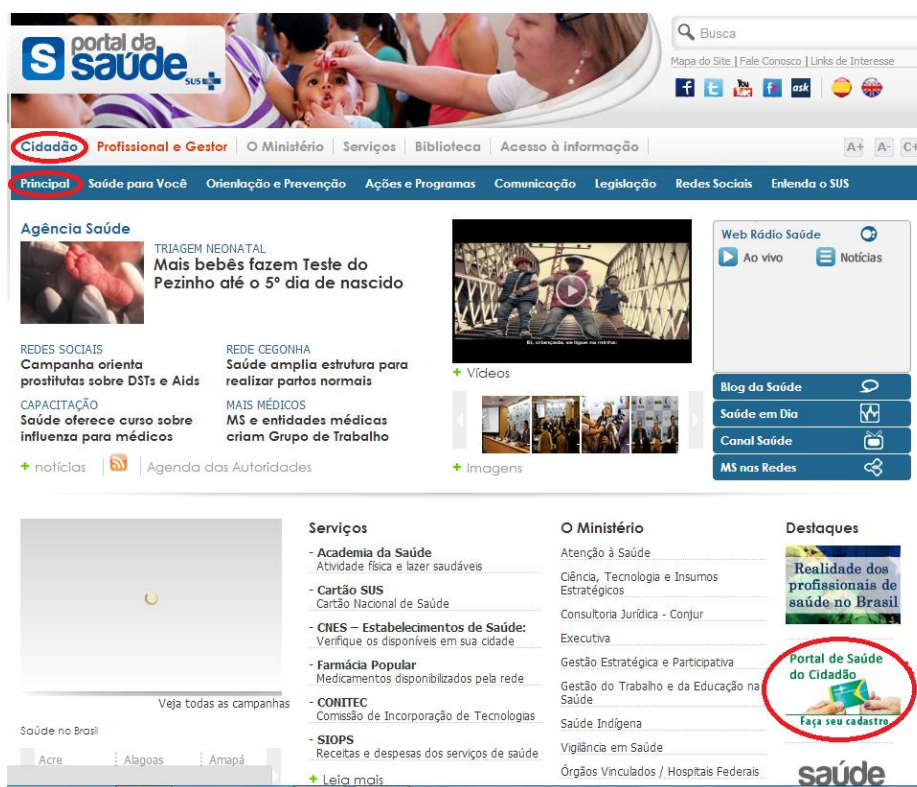 portal da
saúde
SUS
Busca
Mapa do Site | Fale Conosco | Links de Interesse
f t You fr ask
Cidadão Profissional e Gestor O Ministério Serviços Biblioteca Acesso à informação A+ A- C+
Principal Saúde para Você Orientação e Prevenção Ações e Programas Comunicação Legislação Redes Sociais Entenda o SUS
Agência Saúde
TRIAGEM NEONATAL
Mais bebês fazem Teste do
Pezinho até o 5º dia de nascido
REDES SOCIAIS
Campanha orienta
prostitutas sobre DSTs e Aids
REDE CEGONHA
Saúde amplia estrutura para
realizar partos normais
CAPACITAÇÃO
Saúde oferece curso sobre
influenza para médicos
MAIS MÉDICOS
MS e entidades médicas
criam Grupo de Trabalho
+ notícias Agenda das Autoridades
Ei, criançada, se ligue na minha:
+ Vídeos
+ Imagens
Web Rádio Saúde
Ao vivo Notícias
Blog da Saúde
Saúde em Dia
Canal Saúde
MS nas Redes
Veja todas as campanhas
Saúde no Brasil
Acre Alagoas Amapá
Serviços
- Academia da Saúde
Atividade física e lazer saudáveis
- Cartão SUS
Cartão Nacional de Saúde
- CNES – Estabelecimentos de Saúde:
Verifique os disponíveis em sua cidade
- Farmácia Popular
Medicamentos disponibilizados pela rede
- CONITEC
Comissão de Incorporação de Tecnologias
- SIOPS
Receitas e despesas dos serviços de saúde
+ Leia mais
O Ministério
Atenção à Saúde
Ciência, Tecnologia e Insumos
Estratégicos
Consultoria Jurídica - Conjur
Executiva
Gestão Estratégica e Participativa
Gestão do Trabalho e da Educação na
Saúde
Saúde Indígena
Vigilância em Saúde
Órgãos Vinculados / Hospitais Federais
Destaques
Realidade dos
profissionais de
saúde no Brasil
Portal de Saúde
do Cidadão
Faça seu cadastro
saúde